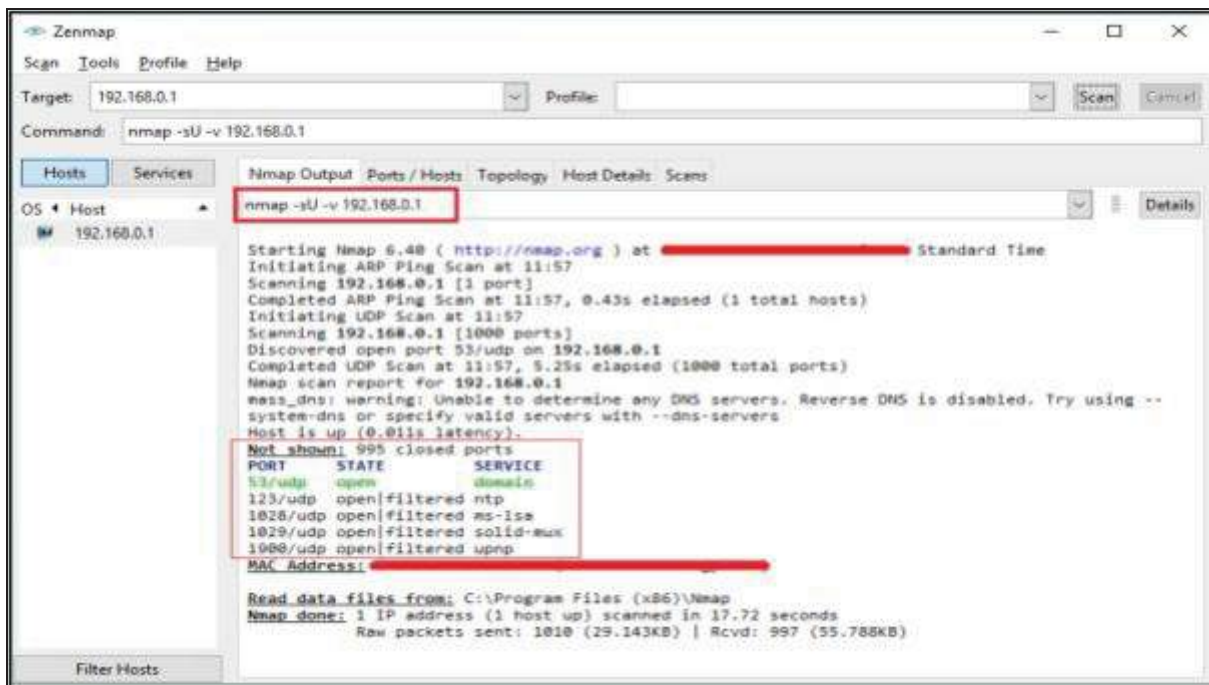 Zenmap
Scan Tools Profile Help
Target: 192.168.0.1 Profile: Scan Cancel
Command: nmap -sU -v 192.168.0.1
Hosts Services Nmap Output Ports / Hosts Topology Host Details Scans
OS Host nmap -sU -v 192.168.0.1 Details
192.168.0.1
Starting Nmap 6.40 ( http://nmap.org ) at Standard Time
Initiating ARP Ping Scan at 11:57
Scanning 192.168.0.1 [1 port]
Completed ARP Ping Scan at 11:57, 0.43s elapsed (1 total hosts)
Initiating UDP Scan at 11:57
Scanning 192.168.0.1 [1000 ports]
Discovered open port 53/udp on 192.168.0.1
Completed UDP Scan at 11:57, 5.25s elapsed (1000 total ports)
Nmap scan report for 192.168.0.1
mass_dns: warning: Unable to determine any DNS servers. Reverse DNS is disabled. Try using --
system-dns or specify valid servers with --dns-servers
Host is up (0.011s latency).
Not shown: 995 closed ports
PORT STATE SERVICE
53/udp open domain
123/udp open|filtered ntp
1028/udp open|filtered ms-lsa
1029/udp open|filtered solid-mux
1900/udp open|filtered upnp
MAC Address:
Read data files from: C:\Program Files (x86)\Nmap
Nmap done: 1 IP address (1 host up) scanned in 17.72 seconds
Raw packets sent: 1010 (29.143KB) | Rcvd: 997 (55.788KB)
Filter Hosts